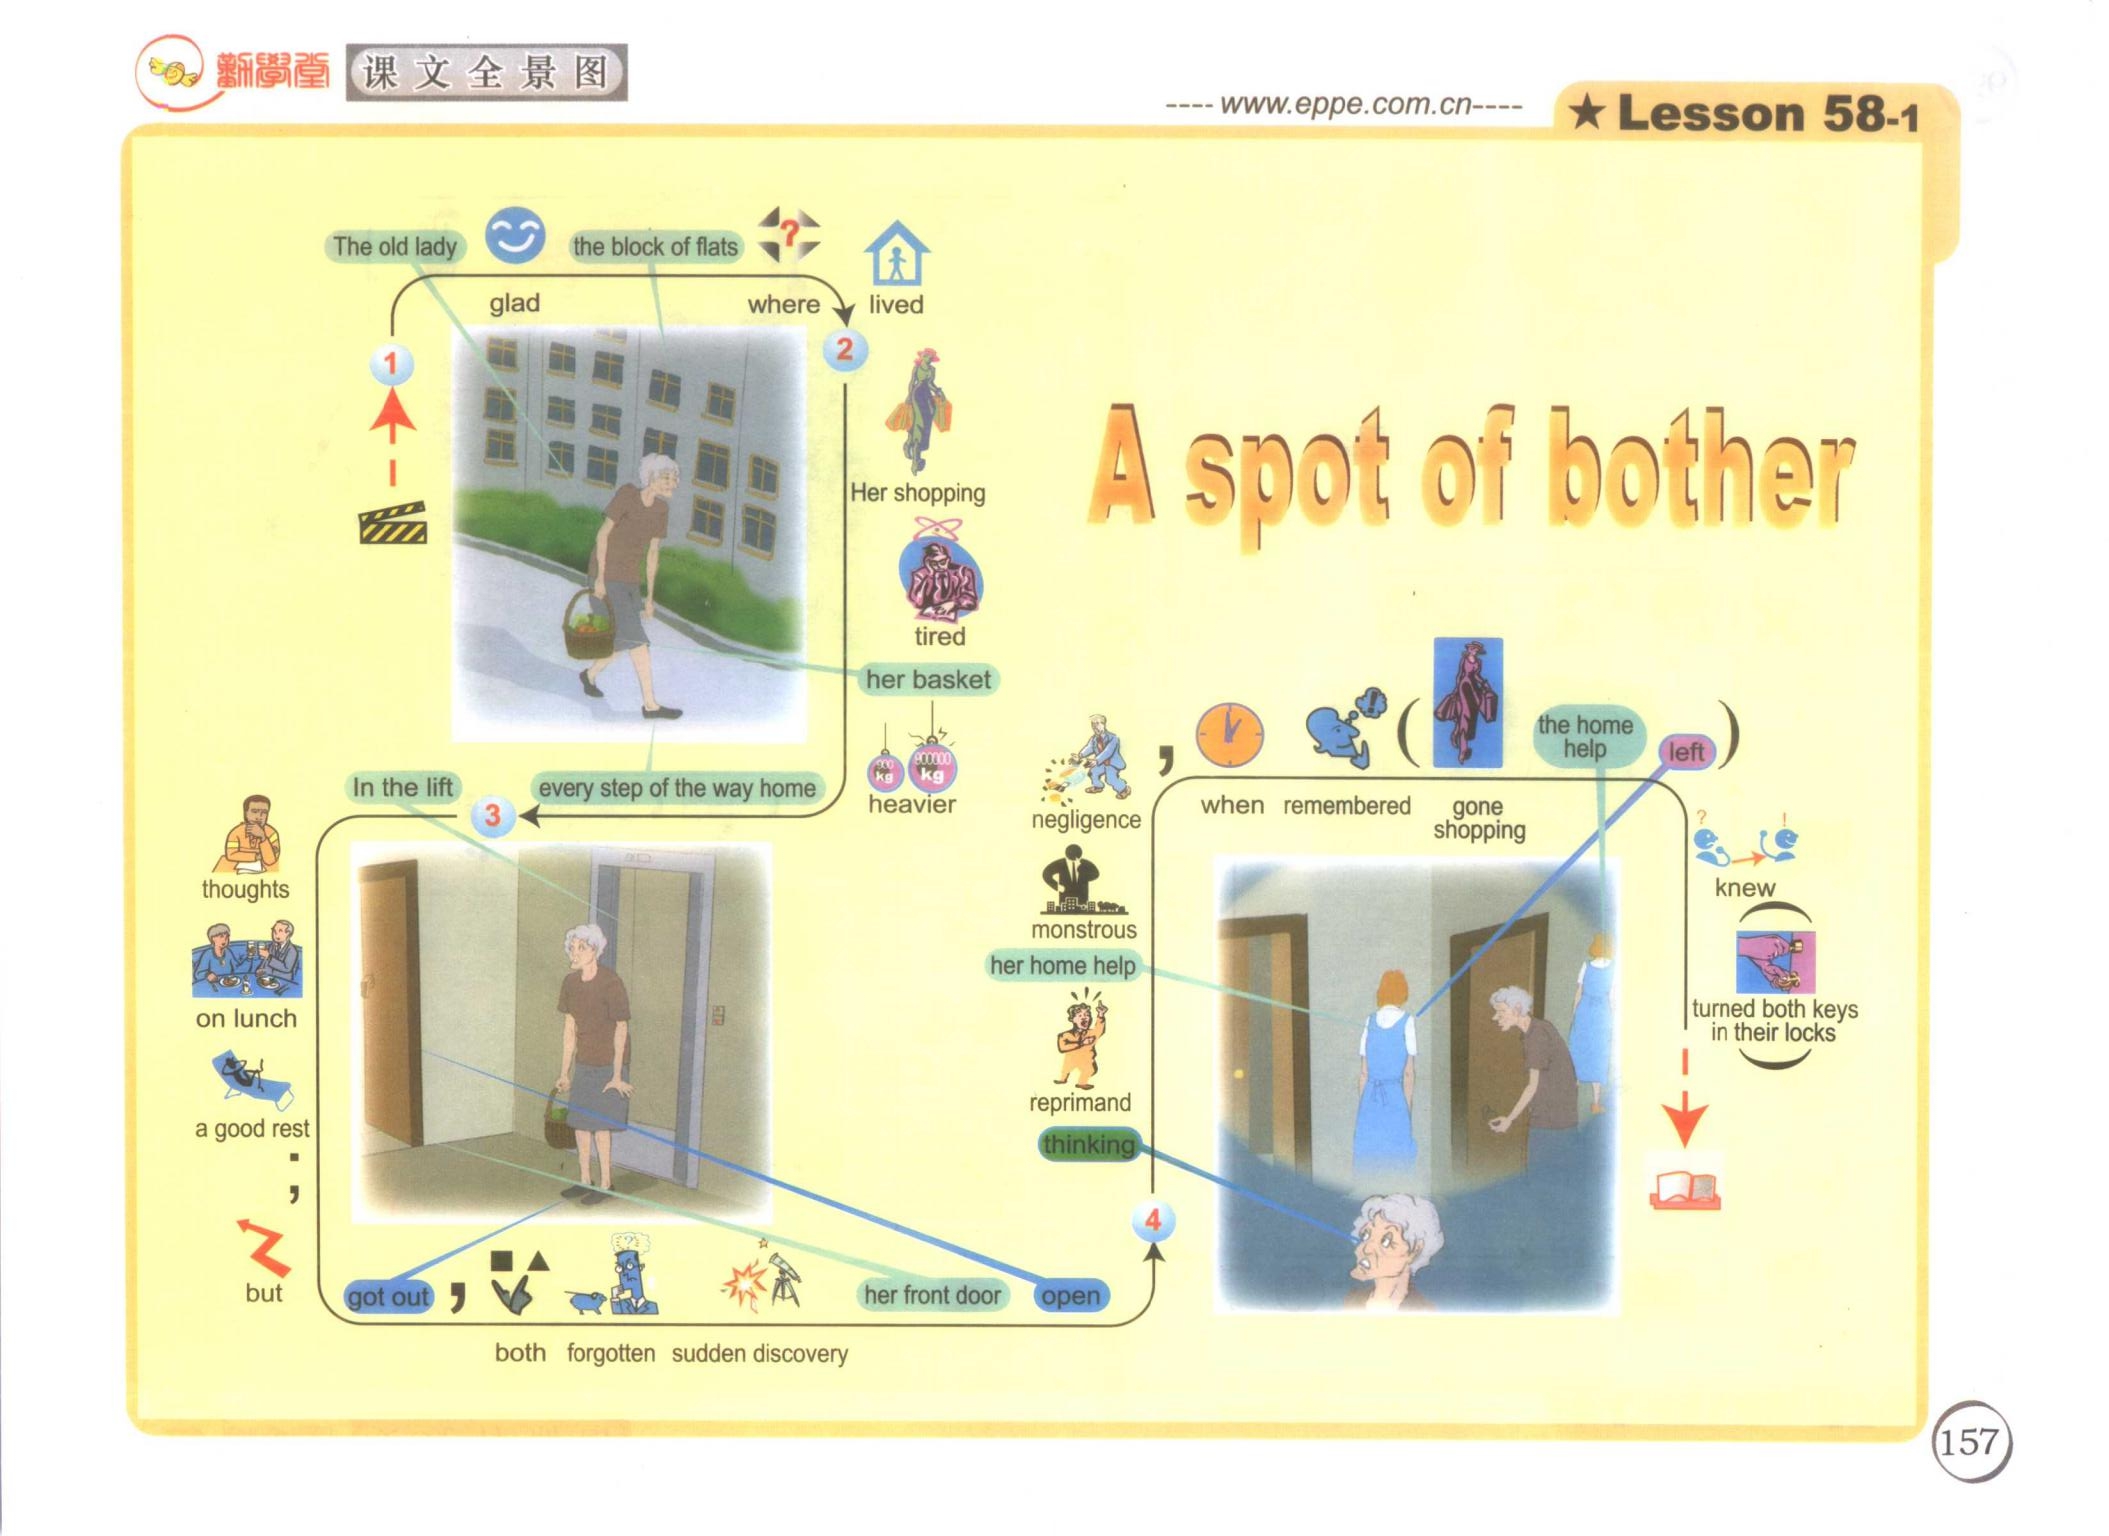 勤學堂
课文全景图
---- www.eppe.com.cn----
★ Lesson 58-1
The old lady
glad
the block of flats
?
where
lived
1
2
Her shopping
tired
her basket
900 kg
900000 kg
heavier
every step of the way home
3
In the lift
thoughts
on lunch
a good rest
;
but
got out
,
both
forgotten
sudden discovery
her front door
open
4
thinking
reprimand
her home help
monstrous
negligence
,
when
remembered
(
gone
shopping
the home
help
left
)
? !
knew
(
turned both keys
in their locks
)
A spot of bother
157